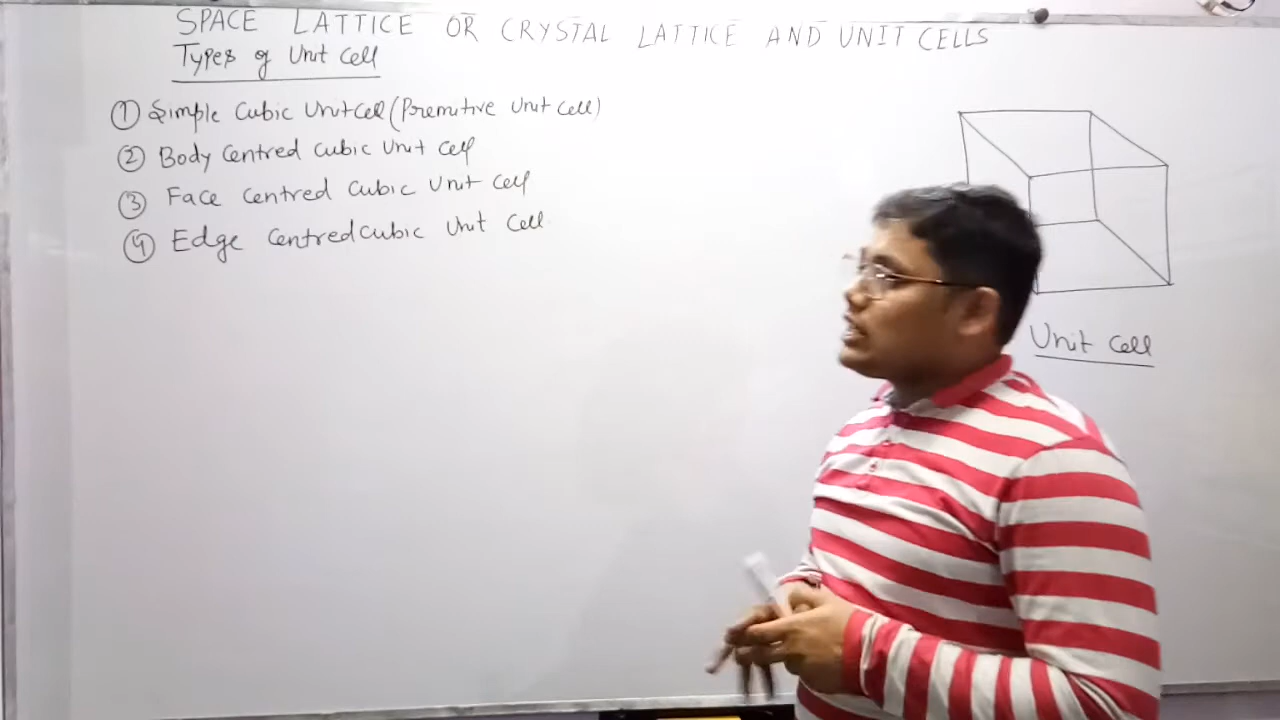 SPACE LATTICE OR CRYSTAL LATTICE AND UNIT CELLS
Types of Unit Cell
① Simple Cubic Unit Cell (Premitive Unit Cell)
② Body Centred Cubic Unit Cell
③ Face Centred Cubic Unit Cell
④ Edge Centred Cubic Unit Cell
Unit Cell